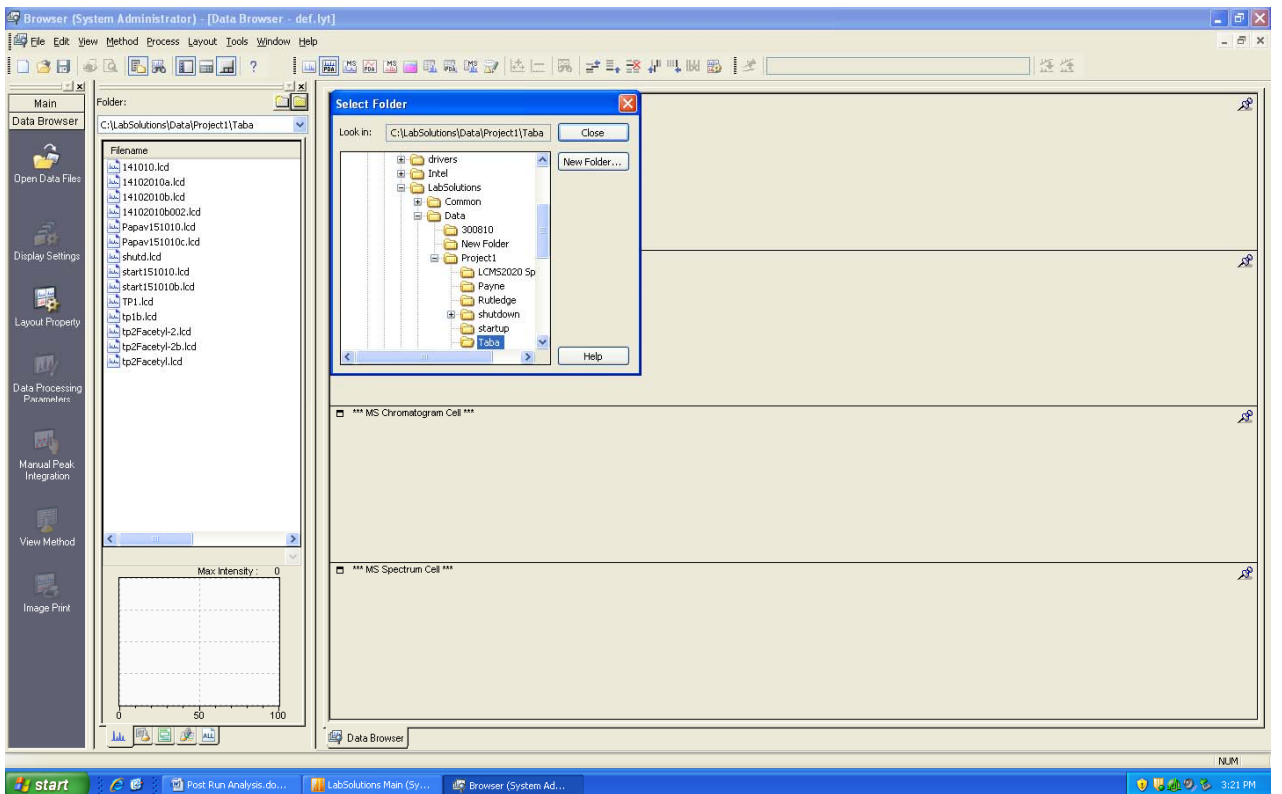 Browser (System Administrator) - [Data Browser - def.lyt]
File Edit View Method Process Layout Tools Window Help
Main
Data Browser
Open Data Files
Display Settings
Layout Property
Data Processing
Parameters
Manual Peak
Integration
View Method
Image Print
Folder:
C:\LabSolutions\Data\Project1\Taba
Filename
141010.lcd
14102010a.lcd
14102010b.lcd
14102010b002.lcd
Papav151010.lcd
Papav151010c.lcd
shutd.lcd
start151010.lcd
start151010b.lcd
TP1.lcd
tp1b.lcd
tp2Facetyl-2.lcd
tp2Facetyl-2b.lcd
tp2Facetyl.lcd
Max Intensity : 0
0 50 100
ALL
Select Folder
Look in: C:\LabSolutions\Data\Project1\Taba Close
New Folder...
drivers
Intel
LabSolutions
Common
Data
300810
New Folder
Project1
LCMS2020 Sp
Payne
Rutledge
shutdown
startup
Taba
Help
*** MS Chromatogram Cell ***
*** MS Spectrum Cell ***
Data Browser
NUM
start Post Run Analysis.do... LabSolutions Main (Sy... Browser (System Ad... 3:21 PM